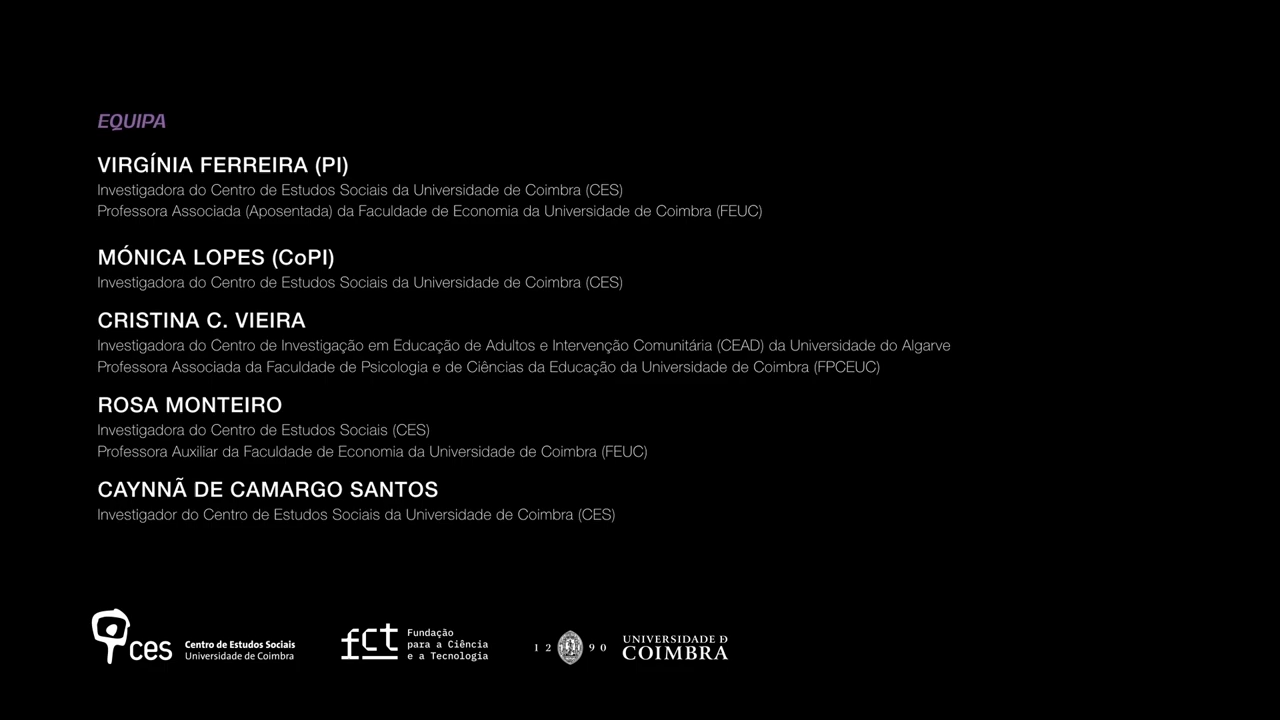 EQUIPA
VIRGÍNIA FERREIRA (PI)
Investigadora do Centro de Estudos Sociais da Universidade de Coimbra (CES)
Professora Associada (Aposentada) da Faculdade de Economia da Universidade de Coimbra (FEUC)
MÓNICA LOPES (CoPI)
Investigadora do Centro de Estudos Sociais da Universidade de Coimbra (CES)
CRISTINA C. VIEIRA
Investigadora do Centro de Investigação em Educação de Adultos e Intervenção Comunitária (CEAD) da Universidade do Algarve
Professora Associada da Faculdade de Psicologia e de Ciências da Educação da Universidade de Coimbra (FPCEUC)
ROSA MONTEIRO
Investigadora do Centro de Estudos Sociais (CES)
Professora Auxiliar da Faculdade de Economia da Universidade de Coimbra (FEUC)
CAYNNÃ DE CAMARGO SANTOS
Investigador do Centro de Estudos Sociais da Universidade de Coimbra (CES)
ces
Centro de Estudos Sociais
Universidade de Coimbra
fct
Fundação
para a Ciência
e a Tecnologia
12 90
UNIVERSIDADE D
COIMBRA